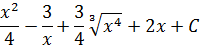 x²/4 − 3/x + 3/4 ∛x⁴ + 2x + C